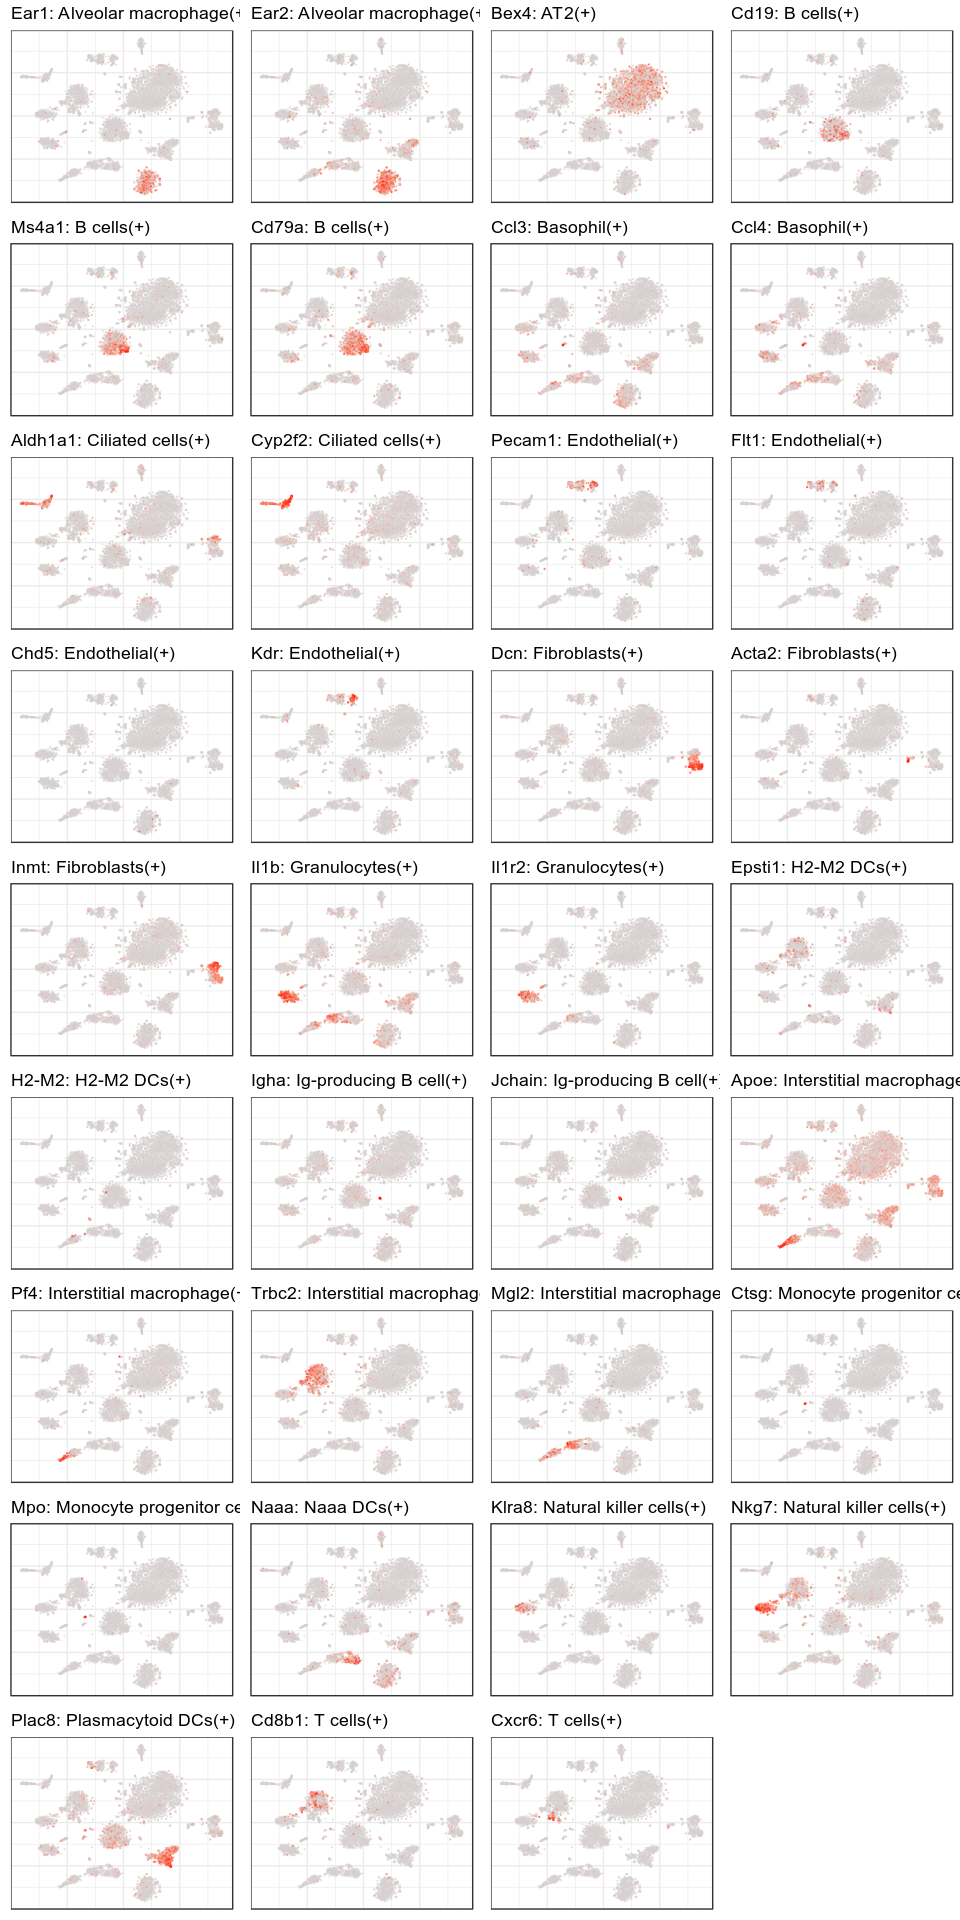 Ear1: Alveolar macrophage(+
Ear2: Alveolar macrophage(+
Bex4: AT2(+)
Cd19: B cells(+)
Ms4a1: B cells(+)
Cd79a: B cells(+)
Ccl3: Basophil(+)
Ccl4: Basophil(+)
Aldh1a1: Ciliated cells(+)
Cyp2f2: Ciliated cells(+)
Pecam1: Endothelial(+)
Flt1: Endothelial(+)
Chd5: Endothelial(+)
Kdr: Endothelial(+)
Dcn: Fibroblasts(+)
Acta2: Fibroblasts(+)
Inmt: Fibroblasts(+)
Il1b: Granulocytes(+)
Il1r2: Granulocytes(+)
Epsti1: H2-M2 DCs(+)
H2-M2: H2-M2 DCs(+)
Igha: Ig-producing B cell(+)
Jchain: Ig-producing B cell(+)
Apoe: Interstitial macrophage
Pf4: Interstitial macrophage(+
Trbc2: Interstitial macrophag
Mgl2: Interstitial macrophage
Ctsg: Monocyte progenitor ce
Mpo: Monocyte progenitor ce
Naaa: Naaa DCs(+)
Klra8: Natural killer cells(+)
Nkg7: Natural killer cells(+)
Plac8: Plasmacytoid DCs(+)
Cd8b1: T cells(+)
Cxcr6: T cells(+)